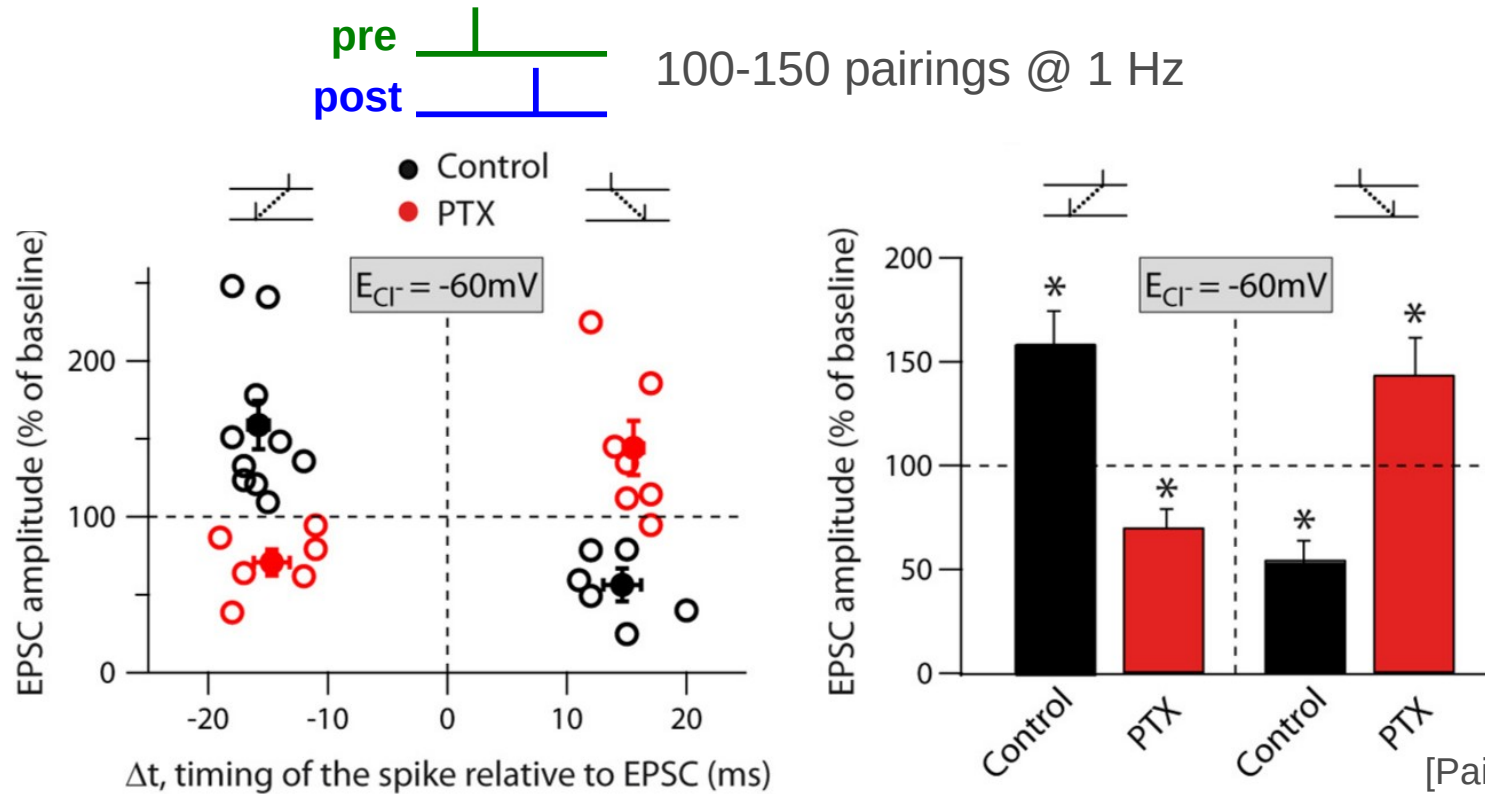 pre
post
100-150 pairings @ 1 Hz
Control
PTX
EPSC amplitude (% of baseline)
E_Cl⁻ = -60mV
200
100
0
-20 -10 0 10 20
Δt, timing of the spike relative to EPSC (ms)
EPSC amplitude (% of baseline)
E_Cl⁻ = -60mV
200
150
100
50
0
* * * *
Control PTX Control PTX
[Pai